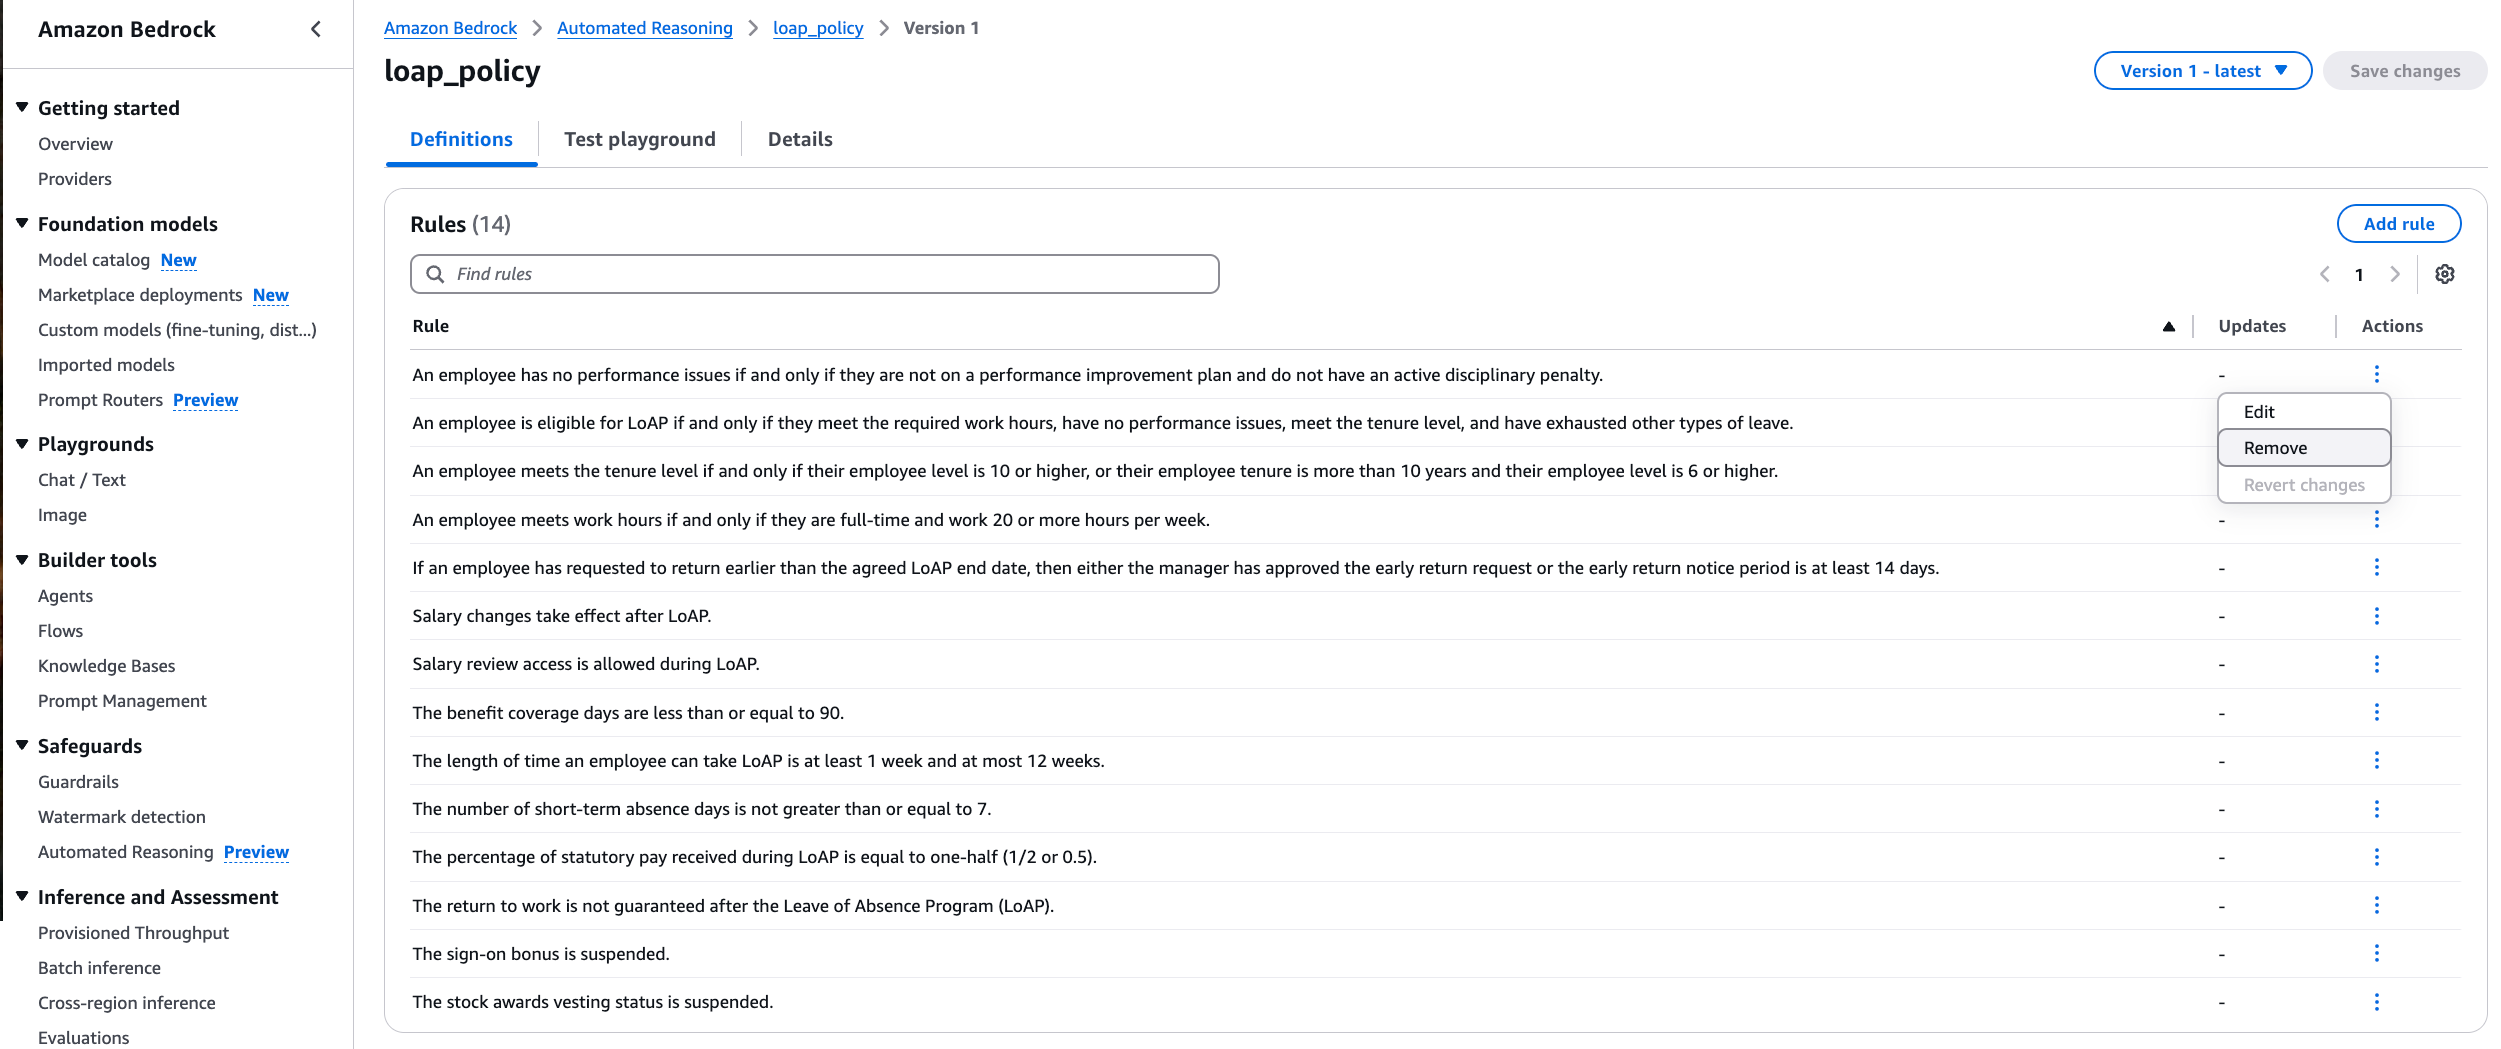 Amazon Bedrock
Getting started
Overview
Providers
Foundation models
Model catalog New
Marketplace deployments New
Custom models (fine-tuning, dist...)
Imported models
Prompt Routers Preview
Playgrounds
Chat / Text
Image
Builder tools
Agents
Flows
Knowledge Bases
Prompt Management
Safeguards
Guardrails
Watermark detection
Automated Reasoning Preview
Inference and Assessment
Provisioned Throughput
Batch inference
Cross-region inference
Evaluations
Amazon Bedrock > Automated Reasoning > loap_policy > Version 1
loap_policy
Version 1 - latest
Save changes
Definitions
Test playground
Details
Rules (14)
Add rule
Find rules
1
Rule Updates Actions
An employee has no performance issues if and only if they are not on a performance improvement plan and do not have an active disciplinary penalty. -
Edit
An employee is eligible for LoAP if and only if they meet the required work hours, have no performance issues, meet the tenure level, and have exhausted other types of leave.
Remove
An employee meets the tenure level if and only if their employee level is 10 or higher, or their employee tenure is more than 10 years and their employee level is 6 or higher.
Revert changes
An employee meets work hours if and only if they are full-time and work 20 or more hours per week. -
If an employee has requested to return earlier than the agreed LoAP end date, then either the manager has approved the early return request or the early return notice period is at least 14 days. -
Salary changes take effect after LoAP. -
Salary review access is allowed during LoAP. -
The benefit coverage days are less than or equal to 90. -
The length of time an employee can take LoAP is at least 1 week and at most 12 weeks. -
The number of short-term absence days is not greater than or equal to 7. -
The percentage of statutory pay received during LoAP is equal to one-half (1/2 or 0.5). -
The return to work is not guaranteed after the Leave of Absence Program (LoAP). -
The sign-on bonus is suspended. -
The stock awards vesting status is suspended. -